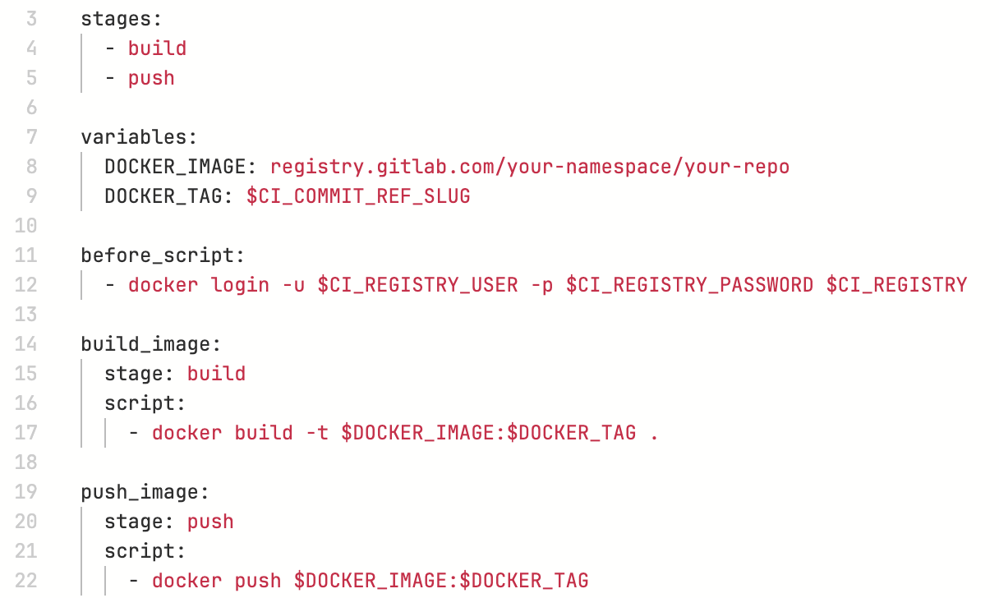 3 stages:
4   - build
5   - push
6
7 variables:
8   DOCKER_IMAGE: registry.gitlab.com/your-namespace/your-repo
9   DOCKER_TAG: $CI_COMMIT_REF_SLUG
10
11 before_script:
12   - docker login -u $CI_REGISTRY_USER -p $CI_REGISTRY_PASSWORD $CI_REGISTRY
13
14 build_image:
15   stage: build
16   script:
17     - docker build -t $DOCKER_IMAGE:$DOCKER_TAG .
18
19 push_image:
20   stage: push
21   script:
22     - docker push $DOCKER_IMAGE:$DOCKER_TAG